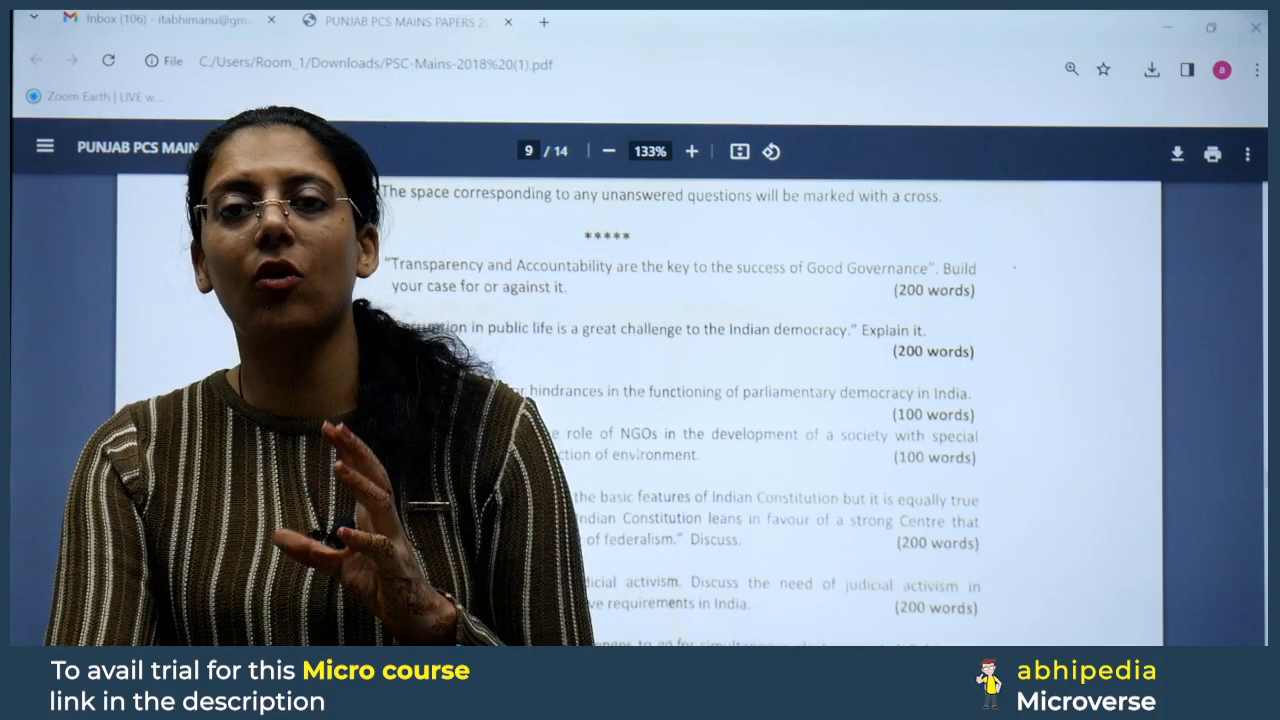 Inbox (106) - itabhimanu@gm
PUNJAB PCS MAINS PAPERS 2
File C:/Users/Room_1/Downloads/PSC-Mains-2018%20(1).pdf
a
Zoom Earth | LIVE w...
PUNJAB PCS MAIN
9 / 14 133%
The space corresponding to any unanswered questions will be marked with a cross.
*****
"Transparency and Accountability are the key to the success of Good Governance". Build
your case for or against it. (200 words)
in public life is a great challenge to the Indian democracy." Explain it.
(200 words)
hindrances in the functioning of parliamentary democracy in India.
(100 words)
role of NGOs in the development of a society with special
of environment. (100 words)
the basic features of Indian Constitution but it is equally true
Constitution leans in favour of a strong Centre that
of federalism." Discuss. (200 words)
activism. Discuss the need of judicial activism in
requirements in India. (200 words)
To avail trial for this Micro course
link in the description
abhipedia
Microverse